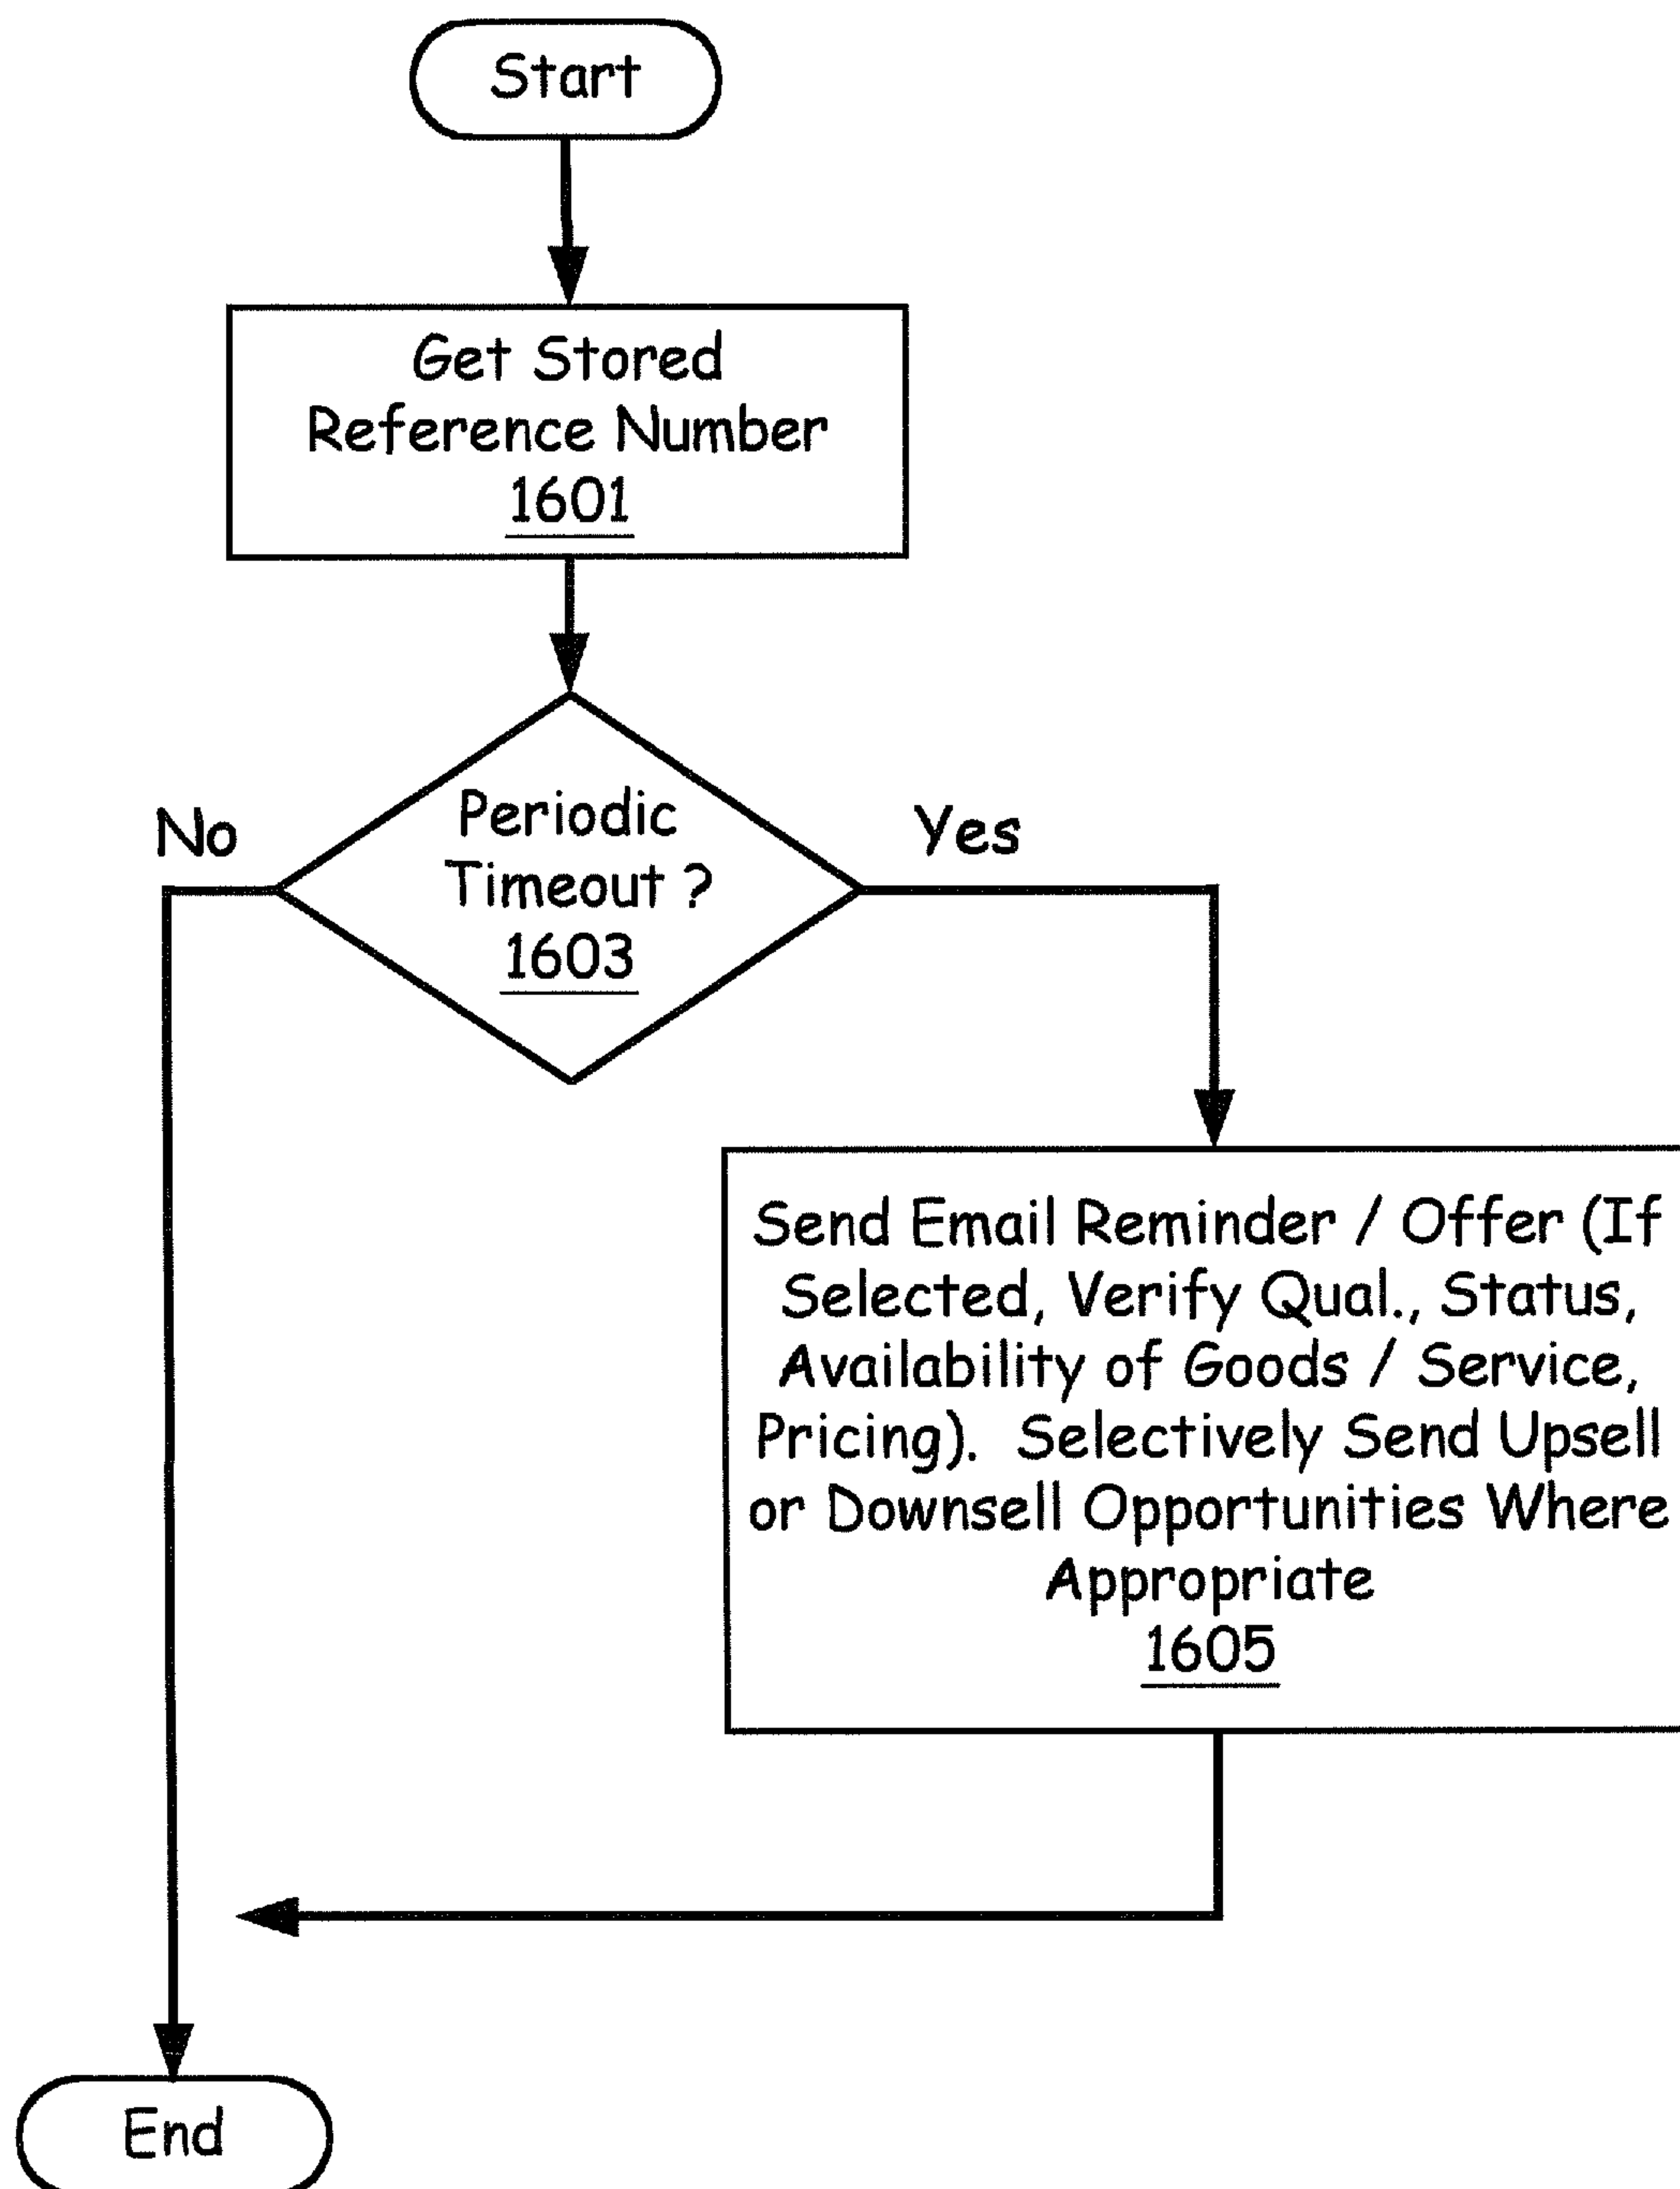 Start
Get Stored
Reference Number
1601
No
Yes
Periodic
Timeout ?
1603
Send Email Reminder / Offer (If
Selected, Verify Qual., Status,
Availability of Goods / Service,
Pricing). Selectively Send Upsell
or Downsell Opportunities Where
Appropriate
1605
End